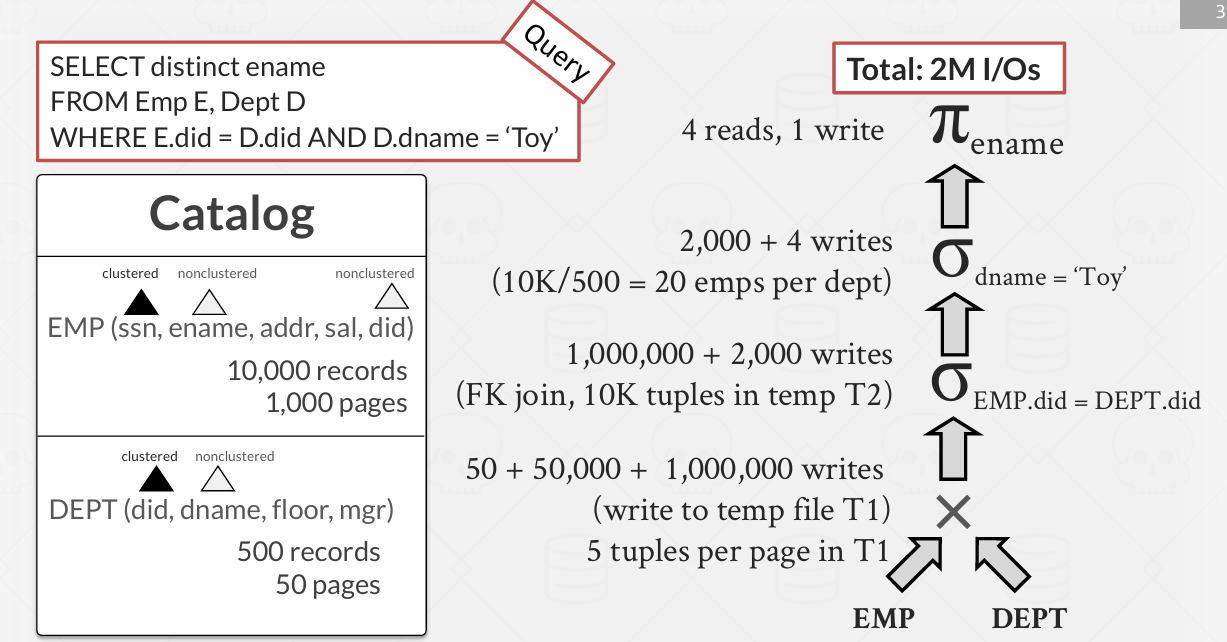 3
Query
SELECT distinct ename
FROM Emp E, Dept D
WHERE E.did = D.did AND D.dname = ‘Toy’
Catalog
clustered nonclustered nonclustered
EMP (ssn, ename, addr, sal, did)
10,000 records
1,000 pages
clustered nonclustered
DEPT (did, dname, floor, mgr)
500 records
50 pages
Total: 2M I/Os
4 reads, 1 write
π ename
2,000 + 4 writes
(10K/500 = 20 emps per dept)
σ dname = ‘Toy’
1,000,000 + 2,000 writes
(FK join, 10K tuples in temp T2)
σ EMP.did = DEPT.did
50 + 50,000 + 1,000,000 writes
(write to temp file T1)
5 tuples per page in T1
×
EMP DEPT